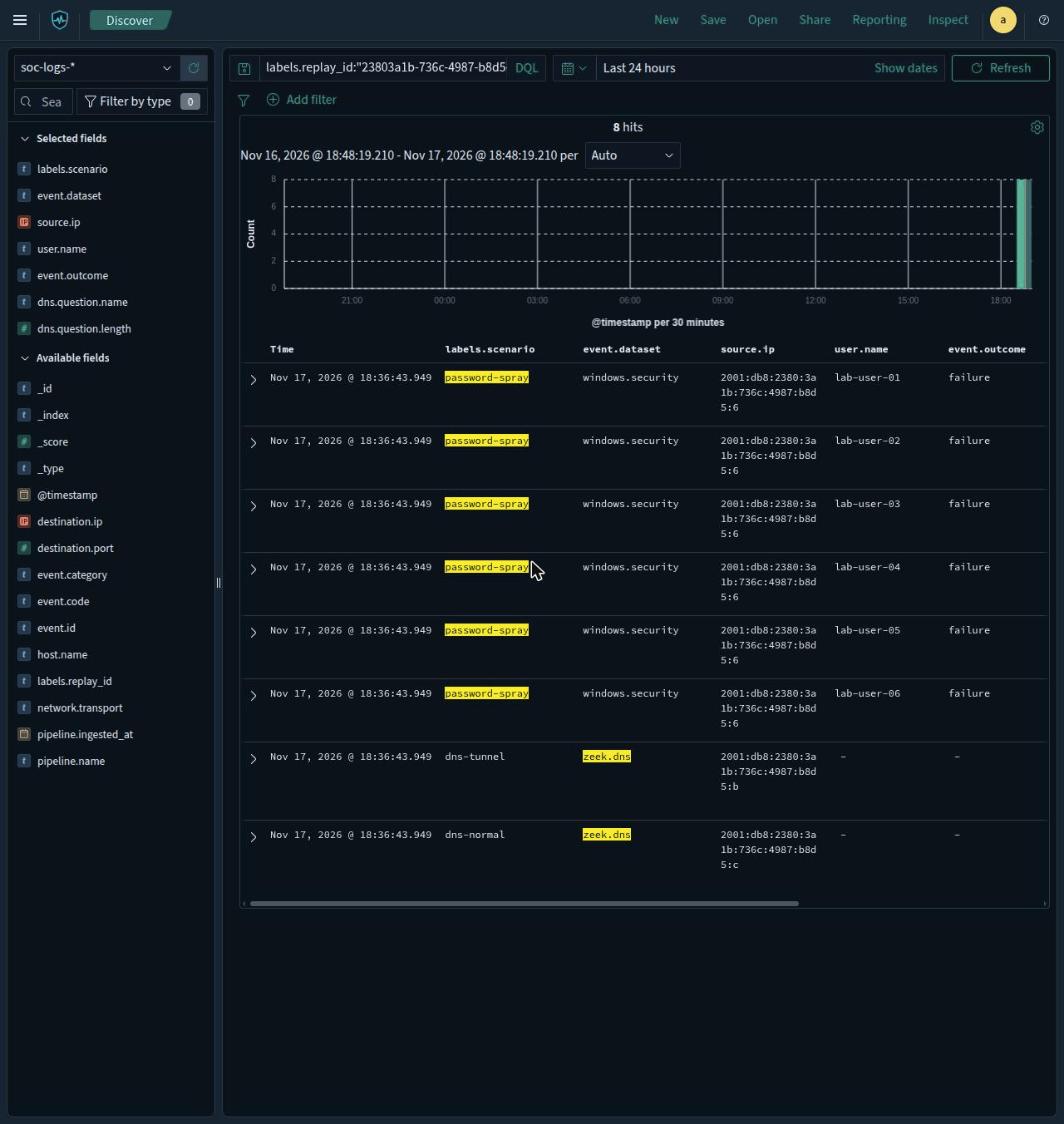 Discover
New Save Open Share Reporting Inspect a
soc-logs-*
labels.replay_id:"23803a1b-736c-4987-b8d5 DQL Last 24 hours Show dates Refresh
Sea Filter by type 0
Add filter
Selected fields
labels.scenario
event.dataset
source.ip
user.name
event.outcome
dns.question.name
dns.question.length
Available fields
_id
_index
_score
_type
@timestamp
destination.ip
destination.port
event.category
event.code
event.id
host.name
labels.replay_id
network.transport
pipeline.ingested_at
pipeline.name
8 hits
Nov 16, 2026 @ 18:48:19.210 - Nov 17, 2026 @ 18:48:19.210 per Auto
Count
8
6
4
2
0
21:00 00:00 03:00 06:00 09:00 12:00 15:00 18:00
@timestamp per 30 minutes
Time labels.scenario event.dataset source.ip user.name event.outcome
Nov 17, 2026 @ 18:36:43.949 password-spray windows.security 2001:db8:2380:3a lab-user-01 failure
1b:736c:4987:b8d
5:6
Nov 17, 2026 @ 18:36:43.949 password-spray windows.security 2001:db8:2380:3a lab-user-02 failure
1b:736c:4987:b8d
5:6
Nov 17, 2026 @ 18:36:43.949 password-spray windows.security 2001:db8:2380:3a lab-user-03 failure
1b:736c:4987:b8d
5:6
Nov 17, 2026 @ 18:36:43.949 password-spray windows.security 2001:db8:2380:3a lab-user-04 failure
1b:736c:4987:b8d
5:6
Nov 17, 2026 @ 18:36:43.949 password-spray windows.security 2001:db8:2380:3a lab-user-05 failure
1b:736c:4987:b8d
5:6
Nov 17, 2026 @ 18:36:43.949 password-spray windows.security 2001:db8:2380:3a lab-user-06 failure
1b:736c:4987:b8d
5:6
Nov 17, 2026 @ 18:36:43.949 dns-tunnel zeek.dns 2001:db8:2380:3a - -
1b:736c:4987:b8d
5:b
Nov 17, 2026 @ 18:36:43.949 dns-normal zeek.dns 2001:db8:2380:3a - -
1b:736c:4987:b8d
5:c